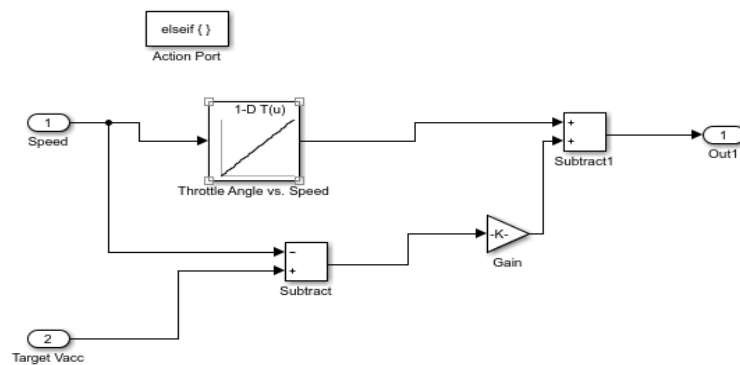 elseif { }
Action Port
1-D T(u)
1
Speed
Throttle Angle vs. Speed
+
+
Subtract1
1
Out1
-K-
Gain
−
+
Subtract
2
Target Vacc